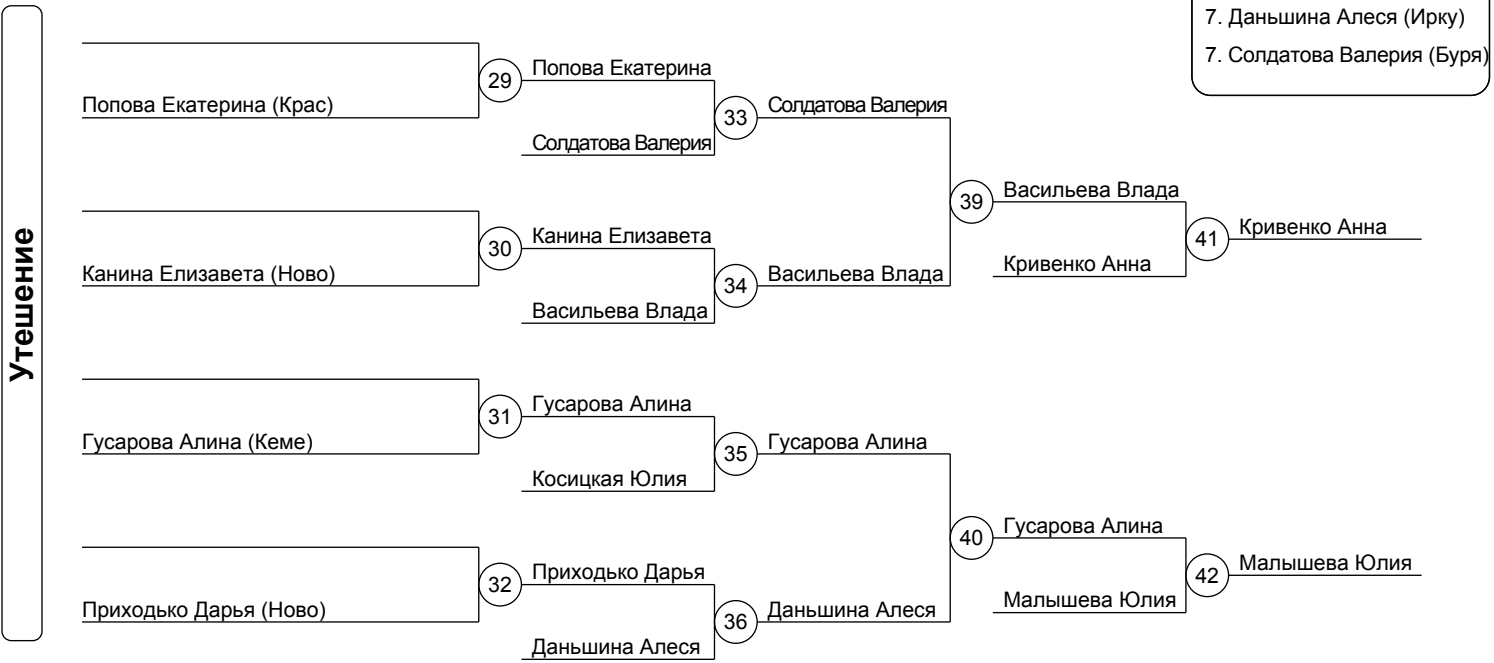 7. Даньшина Алеся (Ирку)
7. Солдатова Валерия (Буря)
Утешение
29
Попова Екатерина
Попова Екатерина (Крас)
33
Солдатова Валерия
Солдатова Валерия
39
Васильева Влада
30
Канина Елизавета
41
Кривенко Анна
Кривенко Анна
Канина Елизавета (Ново)
34
Васильева Влада
Васильева Влада
31
Гусарова Алина
Гусарова Алина (Кеме)
35
Гусарова Алина
Косицкая Юлия
40
Гусарова Алина
32
Приходько Дарья
42
Малышева Юлия
Малышева Юлия
Приходько Дарья (Ново)
36
Даньшина Алеся
Даньшина Алеся